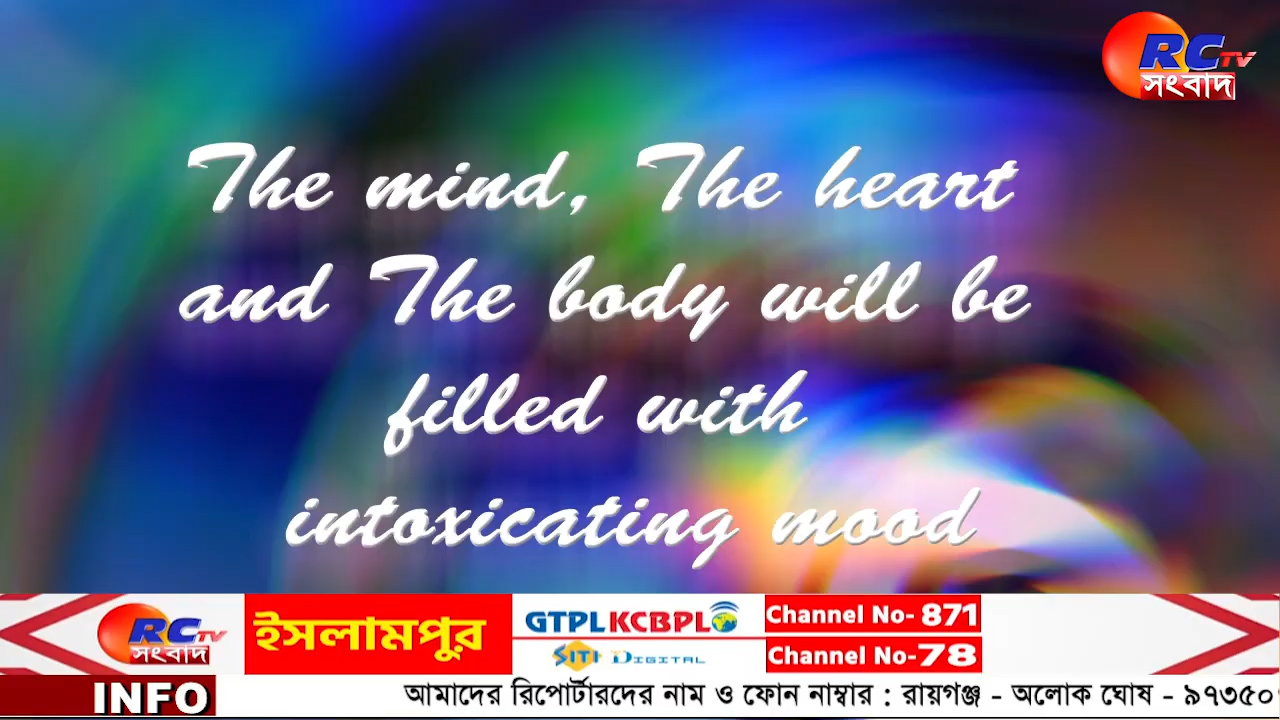 RC TV
সংবাদ
The mind, The heart
and The body will be
filled with
intoxicating mood
RC TV
সংবাদ
ইসলামপুর
GTPL KCBPL
SITI DIGITAL
Channel No- 871
Channel No-78
INFO
আমাদের রিপোর্টারদের নাম ও ফোন নাম্বার : রায়গঞ্জ - অলোক ঘোষ - ৯৭৩৫০